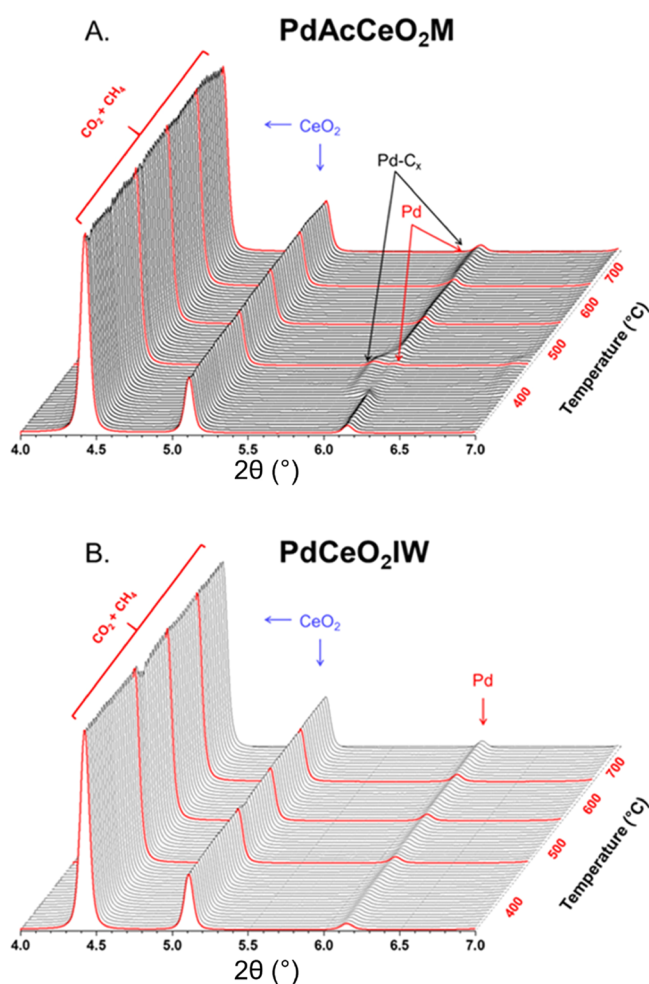 A. PdAcCeO₂M
CO₂ + CH₄
CeO₂
Pd-Cₓ
Pd
700
600
500
400
Temperature (°C)
4.0 4.5 5.0 5.5 6.0 6.5 7.0
2θ (°)
B. PdCeO₂IW
CO₂ + CH₄
CeO₂
Pd
700
600
500
400
Temperature (°C)
4.0 4.5 5.0 5.5 6.0 6.5 7.0
2θ (°)